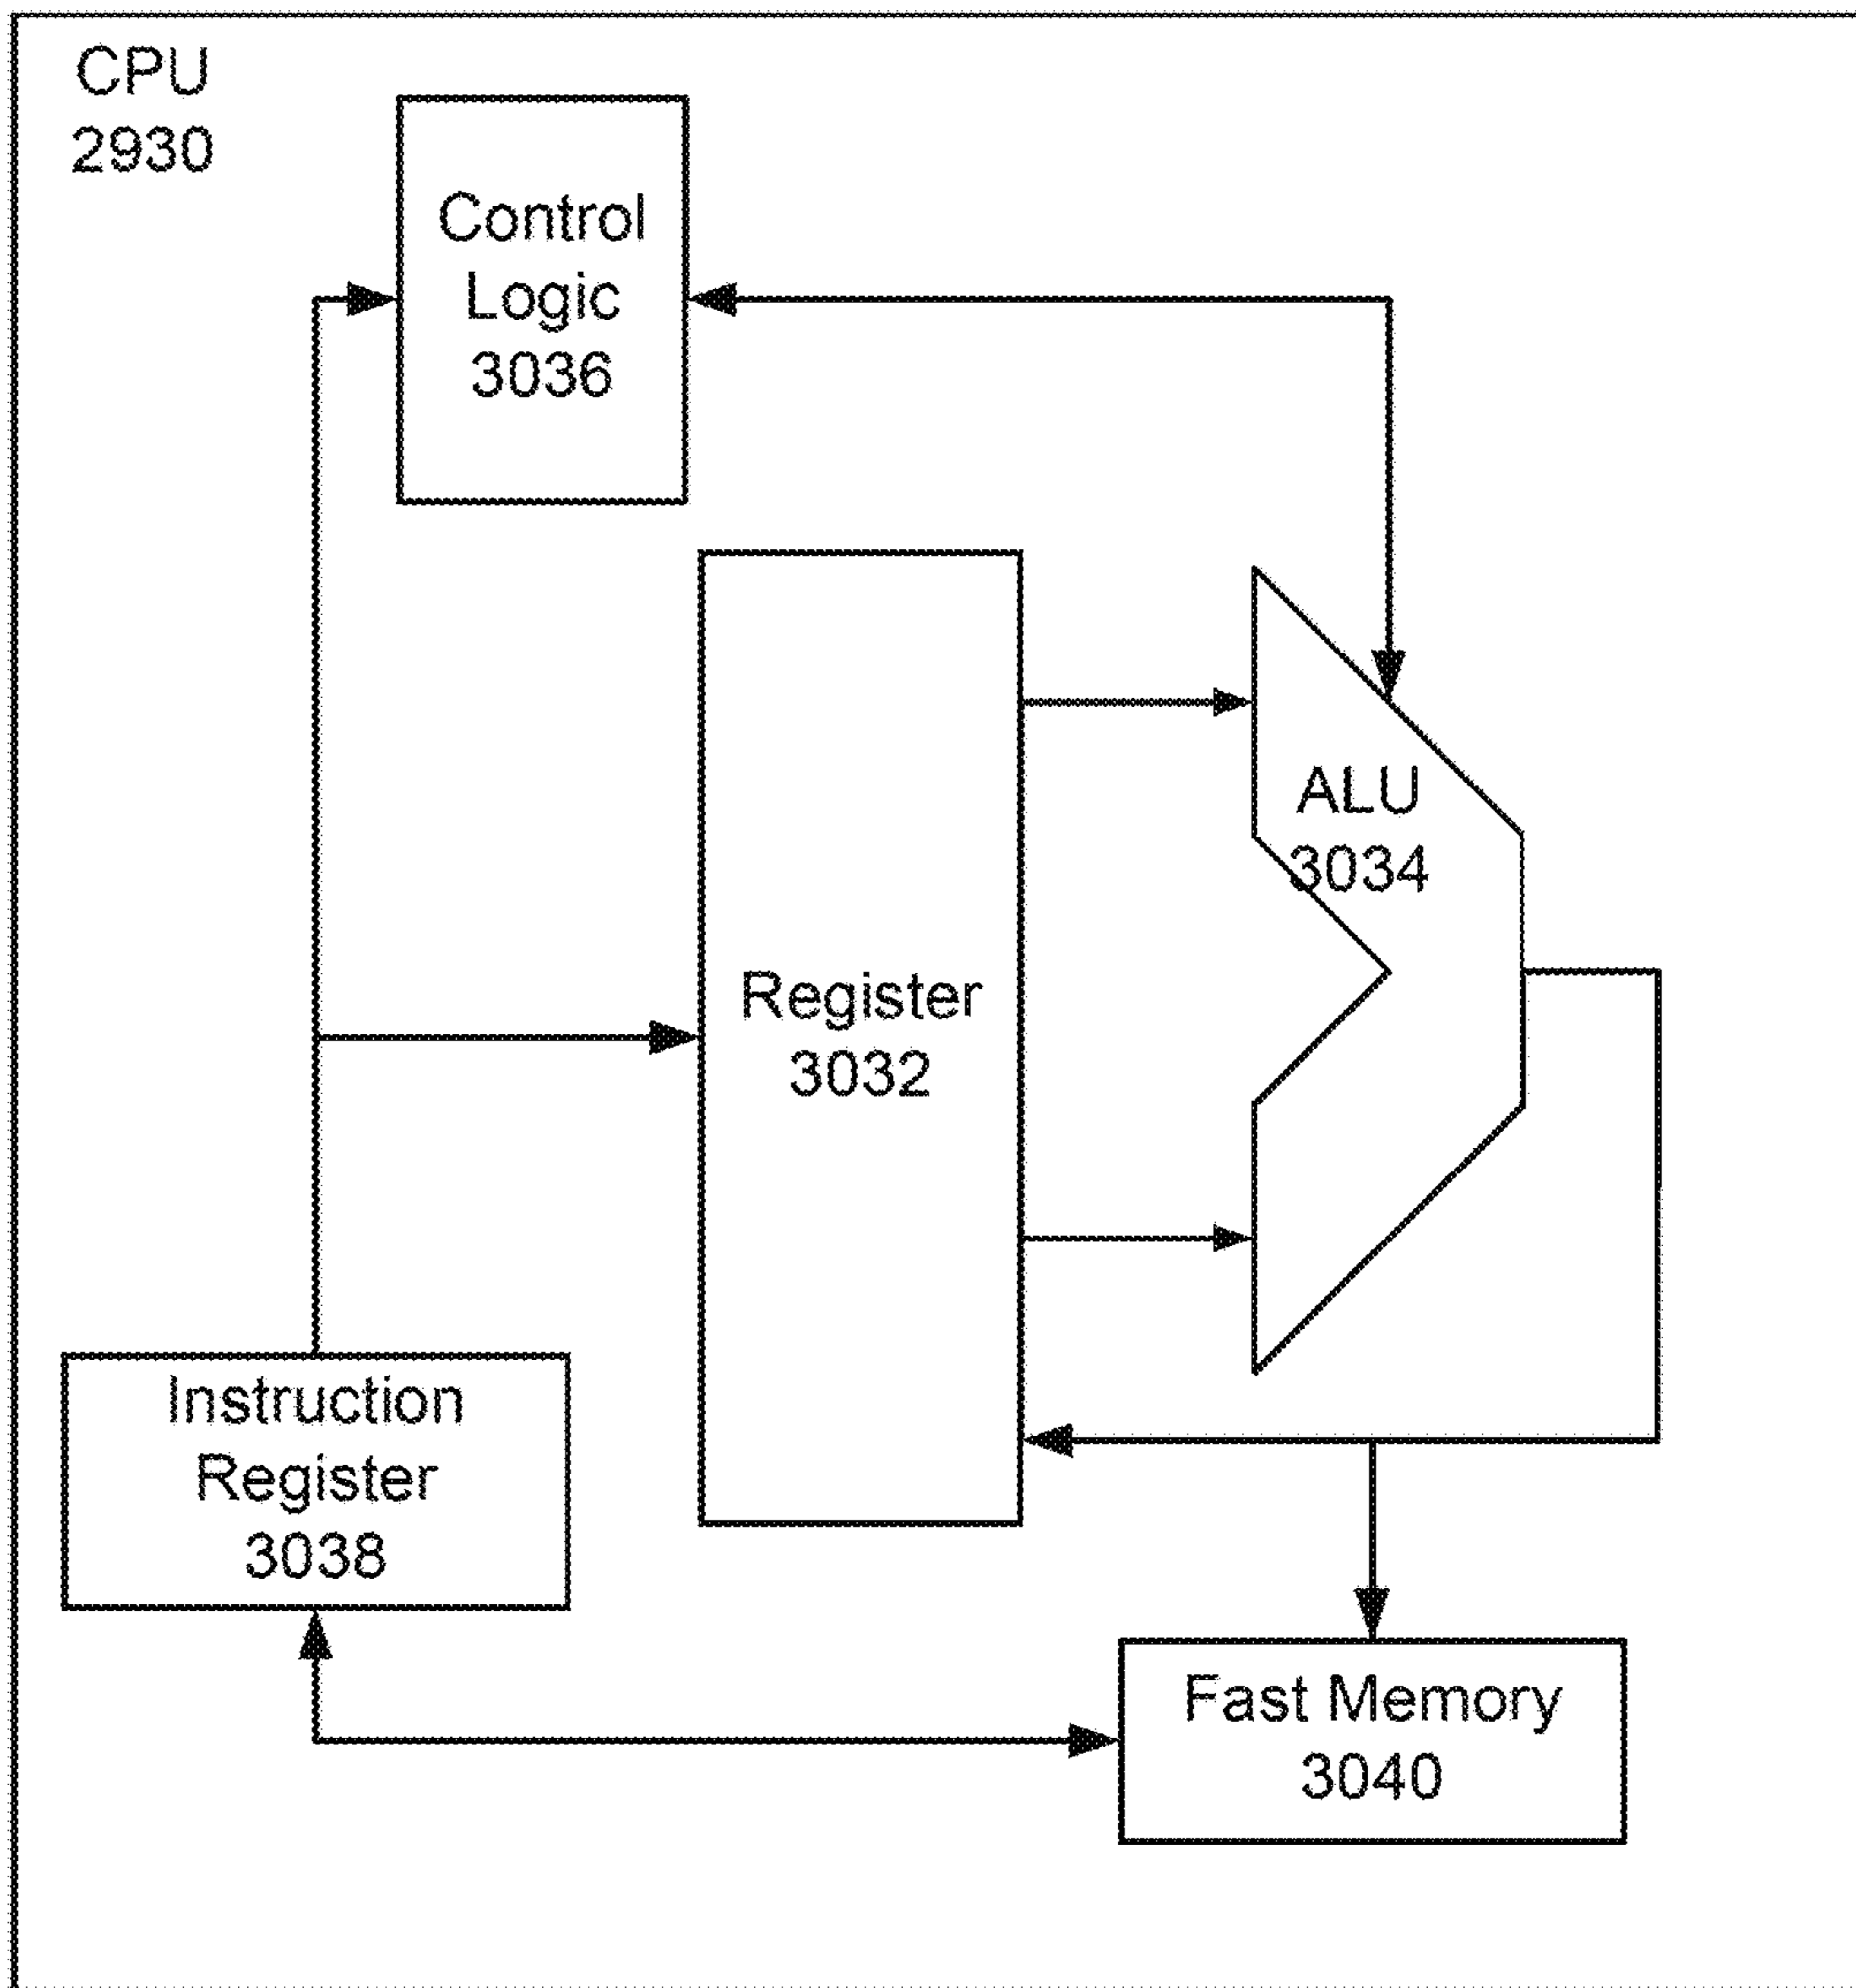 CPU
2930
Control
Logic
3036
ALU
3034
Register
3032
Instruction
Register
3038
Fast Memory
3040